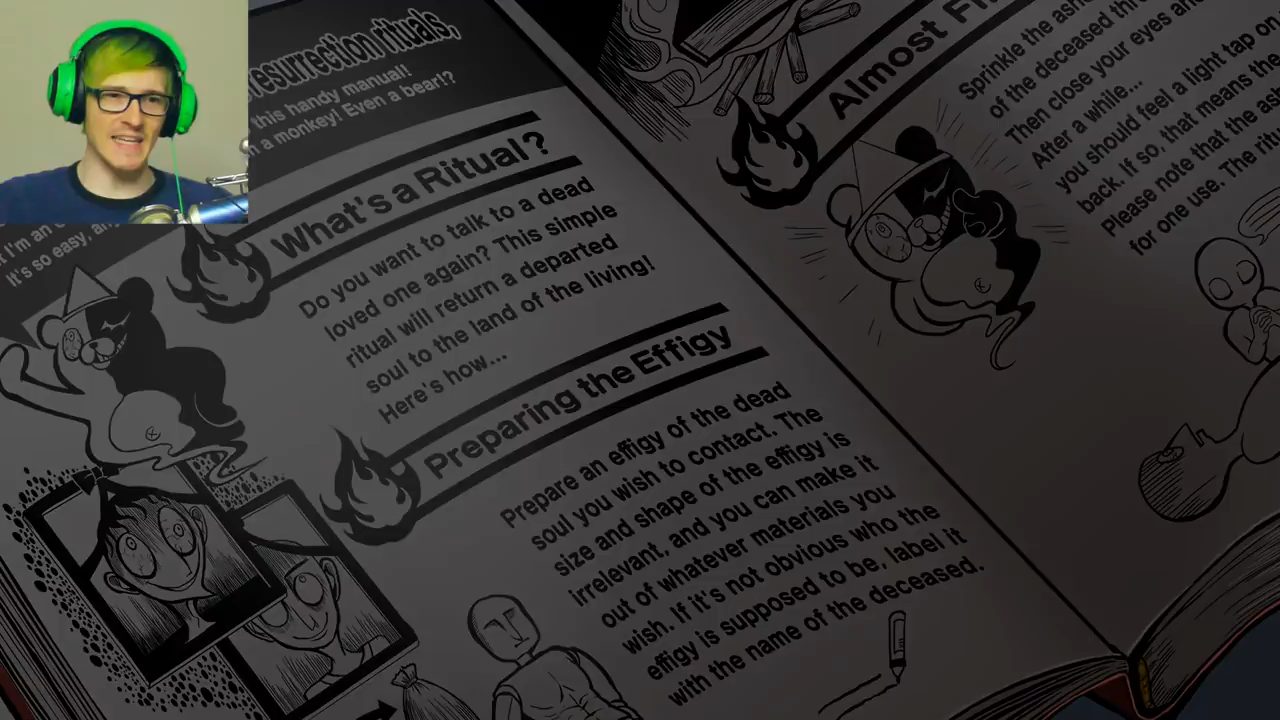 resurrection rituals,
this handy manual!
a monkey! Even a bear!?
I'm an
It's so easy,
What's a Ritual?
Do you want to talk to a dead
loved one again? This simple
ritual will return a departed
soul to the land of the living!
Here's how...
Preparing the Effigy
Prepare an effigy of the dead
soul you wish to contact. The
size and shape of the effigy is
irrelevant, and you can make it
out of whatever materials you
wish. If it's not obvious who the
effigy is supposed to be, label it
with the name of the deceased.
Almost
Sprinkle the
of the deceased
Then close your eyes
After a while...
you should feel a light tap on
back. If so, that means the
Please note that the
for one use. The